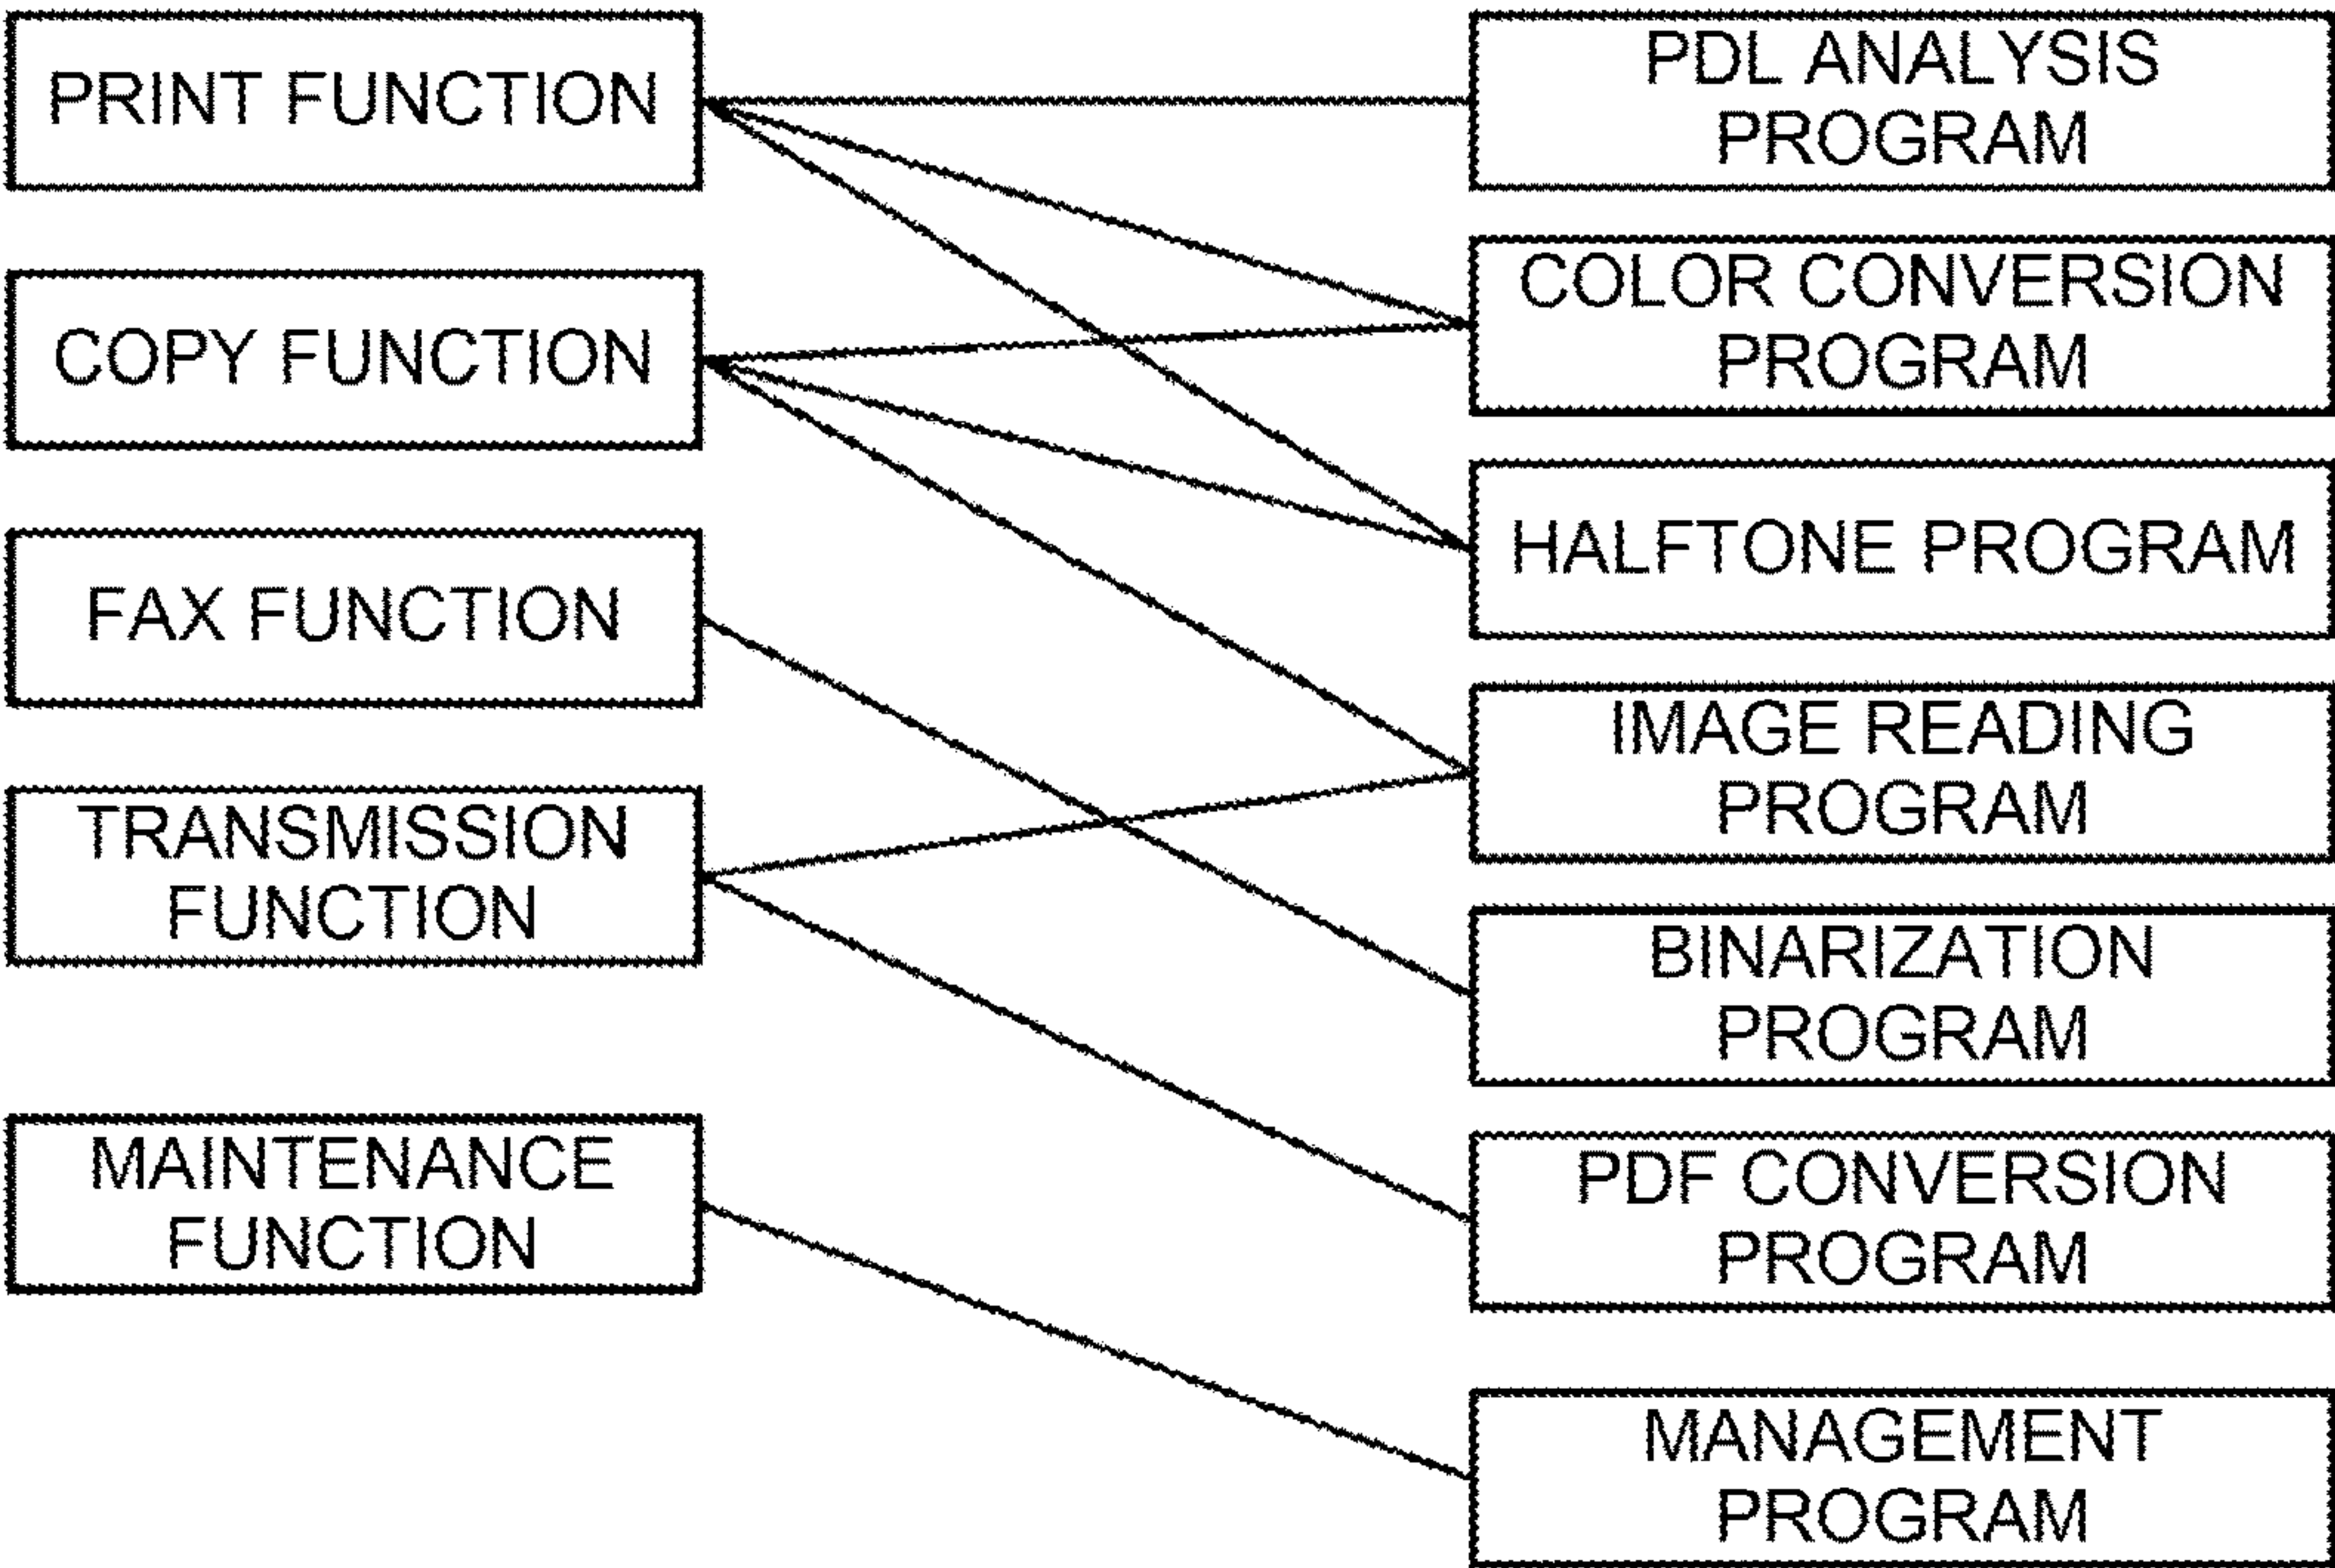 PRINT FUNCTION
COPY FUNCTION
FAX FUNCTION
TRANSMISSION
FUNCTION
MAINTENANCE
FUNCTION
PDL ANALYSIS
PROGRAM
COLOR CONVERSION
PROGRAM
HALFTONE PROGRAM
IMAGE READING
PROGRAM
BINARIZATION
PROGRAM
PDF CONVERSION
PROGRAM
MANAGEMENT
PROGRAM